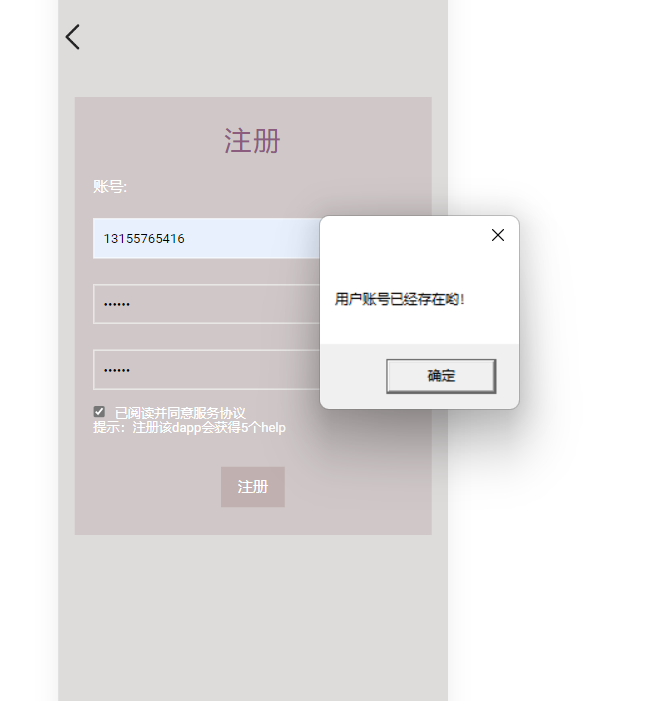 注册
账号:
13155765416
用户账号已经存在哟!
••••••
确定
••••••
已阅读并同意服务协议
提示：注册该dapp会获得5个help
注册